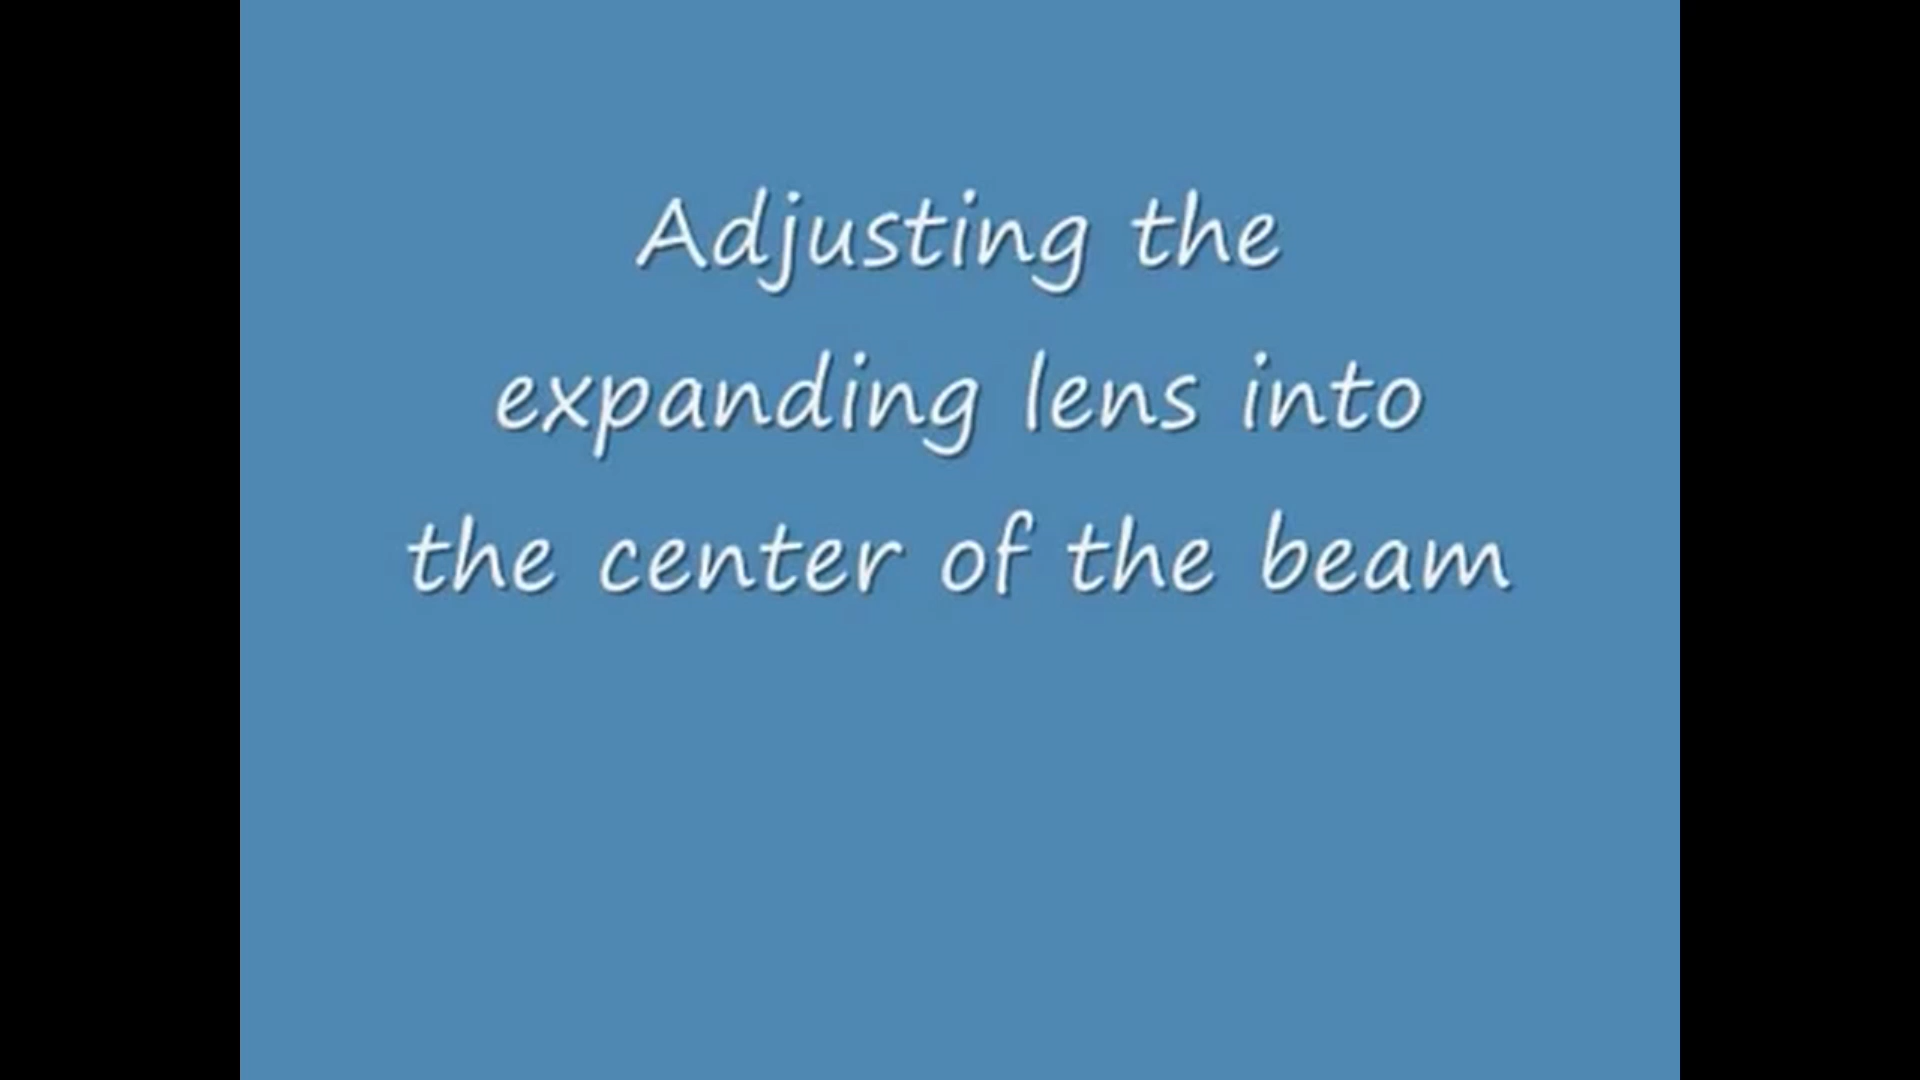 Adjusting the
expanding lens into
the center of the beam